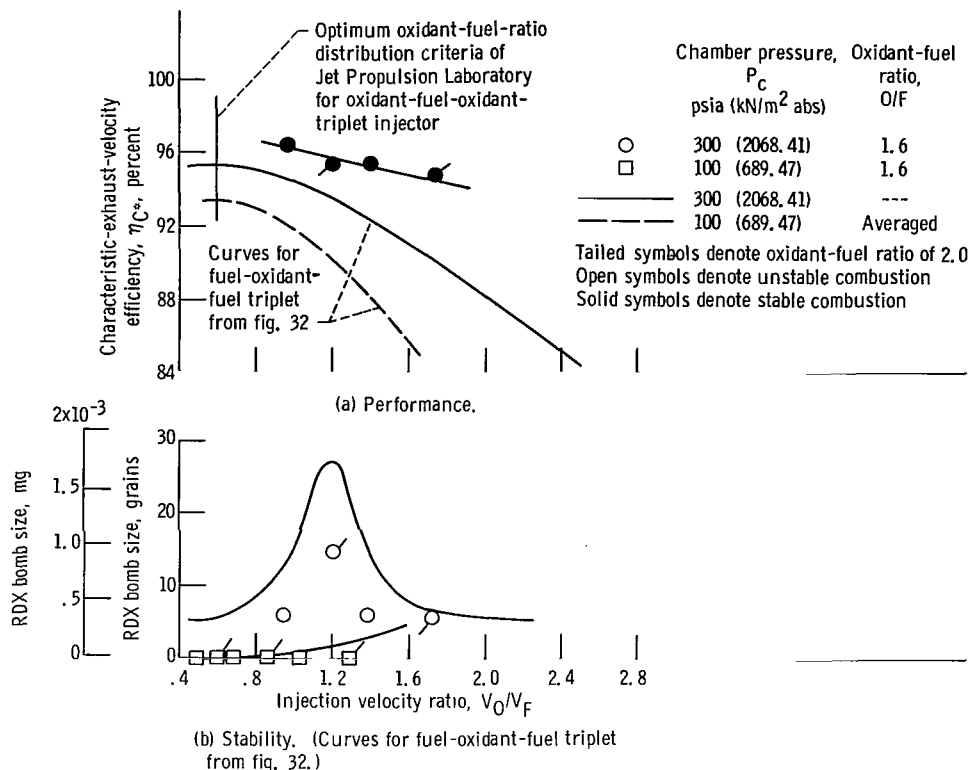 Optimum oxidant-fuel-ratio
distribution criteria of
Jet Propulsion Laboratory
for oxidant-fuel-oxidant-
triplet injector
Chamber pressure,
P_c
psia (kN/m² abs)
Oxidant-fuel
ratio,
O/F
300 (2068.41) 1.6
100 (689.47) 1.6
300 (2068.41) ---
100 (689.47) Averaged
Tailed symbols denote oxidant-fuel ratio of 2.0
Open symbols denote unstable combustion
Solid symbols denote stable combustion
Characteristic-exhaust-velocity
efficiency, η_C*, percent
100
96
92
88
84
Curves for
fuel-oxidant-
fuel triplet
from fig. 32
(a) Performance.
RDX bomb size, mg
2x10⁻³
1.5
1.0
.5
0
RDX bomb size, grains
30
20
10
0
.4 .8 1.2 1.6 2.0 2.4 2.8
Injection velocity ratio, V_O/V_F
(b) Stability. (Curves for fuel-oxidant-fuel triplet
from fig. 32.)